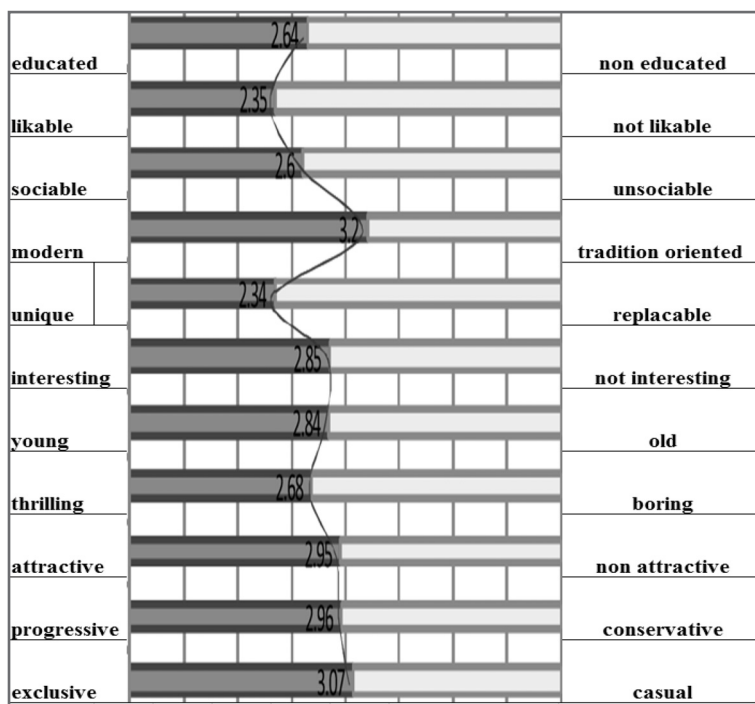 2.64
educated non educated
2.35
likable not likable
2.6
sociable unsociable
3.2
modern tradition oriented
2.34
unique replacable
2.85
interesting not interesting
2.84
young old
2.68
thrilling boring
2.95
attractive non attractive
2.96
progressive conservative
3.07
exclusive casual